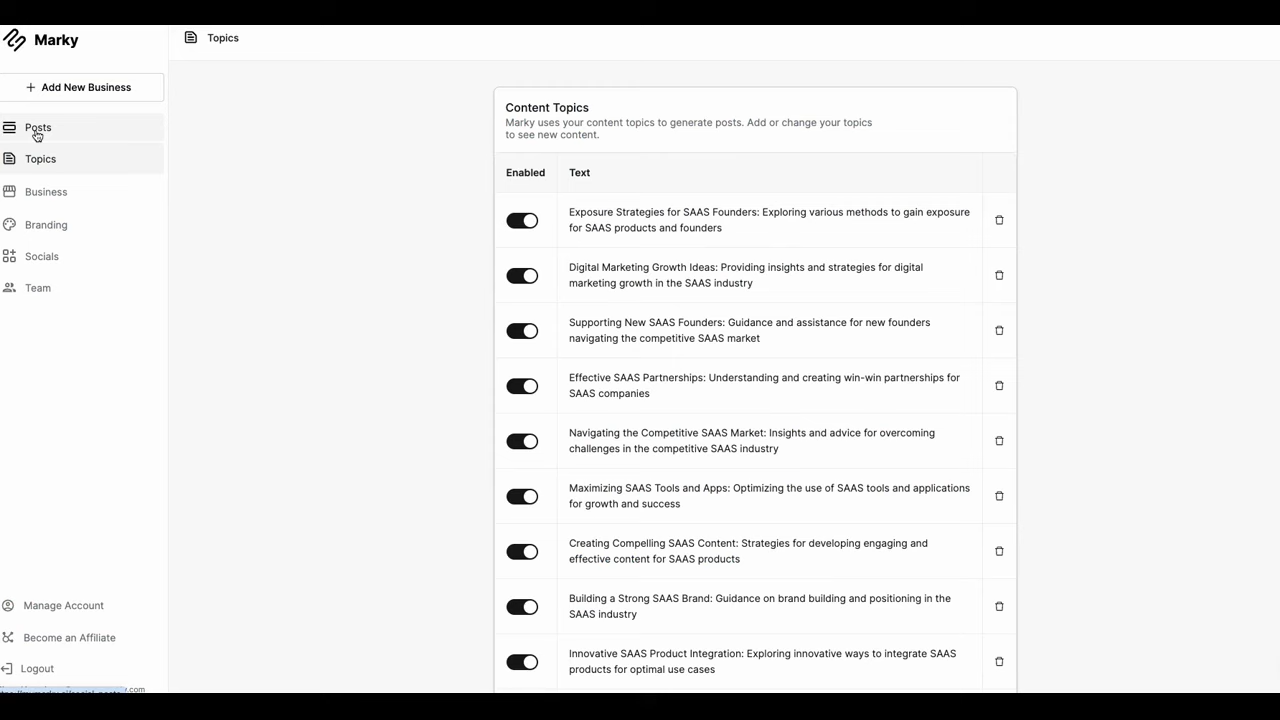 Marky
Topics
+ Add New Business
Posts
Topics
Business
Branding
Socials
Team
Content Topics
Marky uses your content topics to generate posts. Add or change your topics
to see new content.
Enabled
Text
Exposure Strategies for SAAS Founders: Exploring various methods to gain exposure
for SAAS products and founders
Digital Marketing Growth Ideas: Providing insights and strategies for digital
marketing growth in the SAAS industry
Supporting New SAAS Founders: Guidance and assistance for new founders
navigating the competitive SAAS market
Effective SAAS Partnerships: Understanding and creating win-win partnerships for
SAAS companies
Navigating the Competitive SAAS Market: Insights and advice for overcoming
challenges in the competitive SAAS industry
Maximizing SAAS Tools and Apps: Optimizing the use of SAAS tools and applications
for growth and success
Creating Compelling SAAS Content: Strategies for developing engaging and
effective content for SAAS products
Building a Strong SAAS Brand: Guidance on brand building and positioning in the
SAAS industry
Innovative SAAS Product Integration: Exploring innovative ways to integrate SAAS
products for optimal use cases
Manage Account
Become an Affiliate
Logout